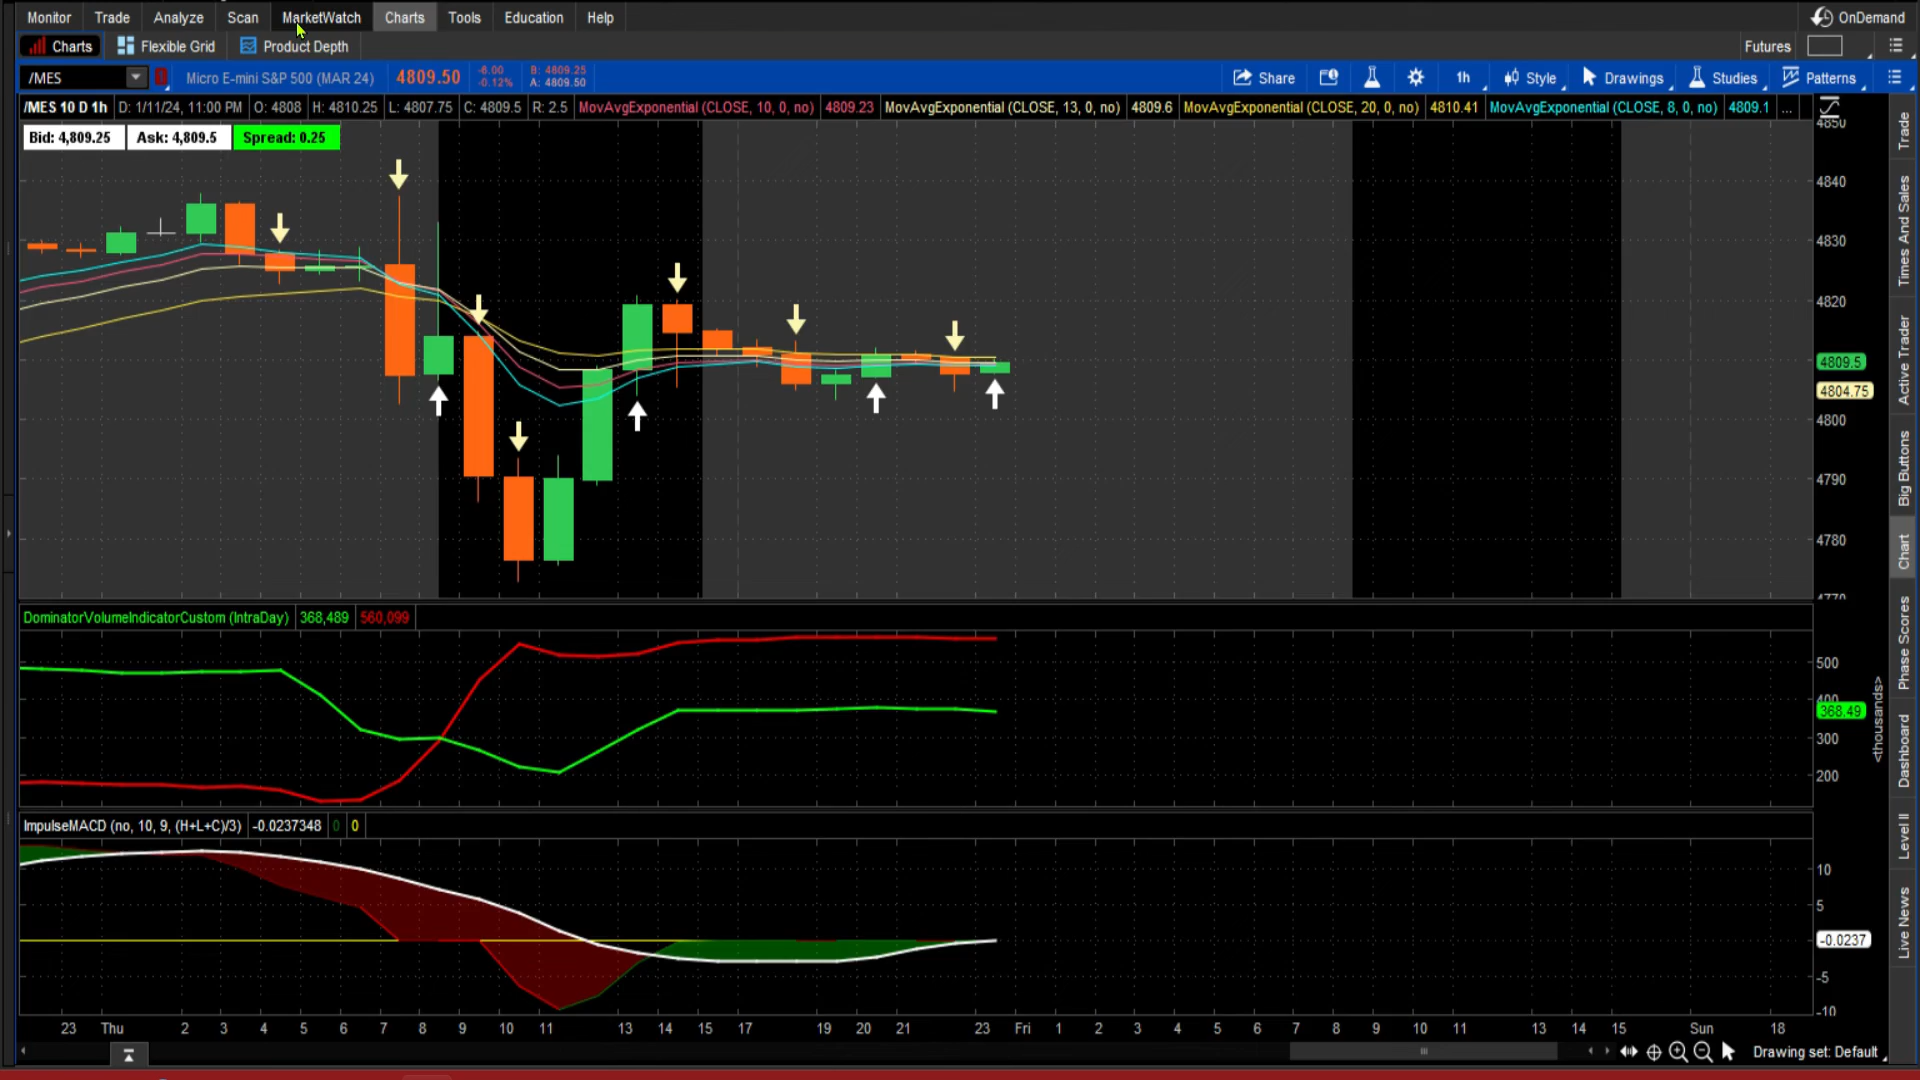 Monitor Trade Analyze Scan MarketWatch Charts Tools Education Help OnDemand
Charts Flexible Grid Product Depth Futures
/MES Micro E-mini S&P 500 (MAR 24) 4809.50 -6.00 -0.12% B: 4809.25 A: 4809.50 Share 1h Style Drawings Studies Patterns
/MES 10 D 1h D: 1/11/24, 11:00 PM O: 4808 H: 4810.25 L: 4807.75 C: 4809.5 R: 2.5 MovAvgExponential (CLOSE, 10, 0, no) 4809.23 MovAvgExponential (CLOSE, 13, 0, no) 4809.6 MovAvgExponential (CLOSE, 20, 0, no) 4810.41 MovAvgExponential (CLOSE, 8, 0, no) 4809.1 ...
Bid: 4,809.25 Ask: 4,809.5 Spread: 0.25
4850
4840
4830
4820
4809.5
4804.75
4800
4790
4780
4770
DominatorVolumeIndicatorCustom (IntraDay) 368,489 560,099
500
400
368.49
300
200
<thousands>
ImpulseMACD (no, 10, 9, (H+L+C)/3) -0.0237348 0 0
10
5
-0.0237
-5
-10
23 Thu 2 3 4 5 6 7 8 9 10 11 13 14 15 17 19 20 21 23 Fri 1 2 3 4 5 6 7 8 9 10 11 13 14 15 Sun 18
Drawing set: Default
Trade
Times And Sales
Active Trader
Big Buttons
Chart
Phase Scores
Dashboard
Level II
Live News